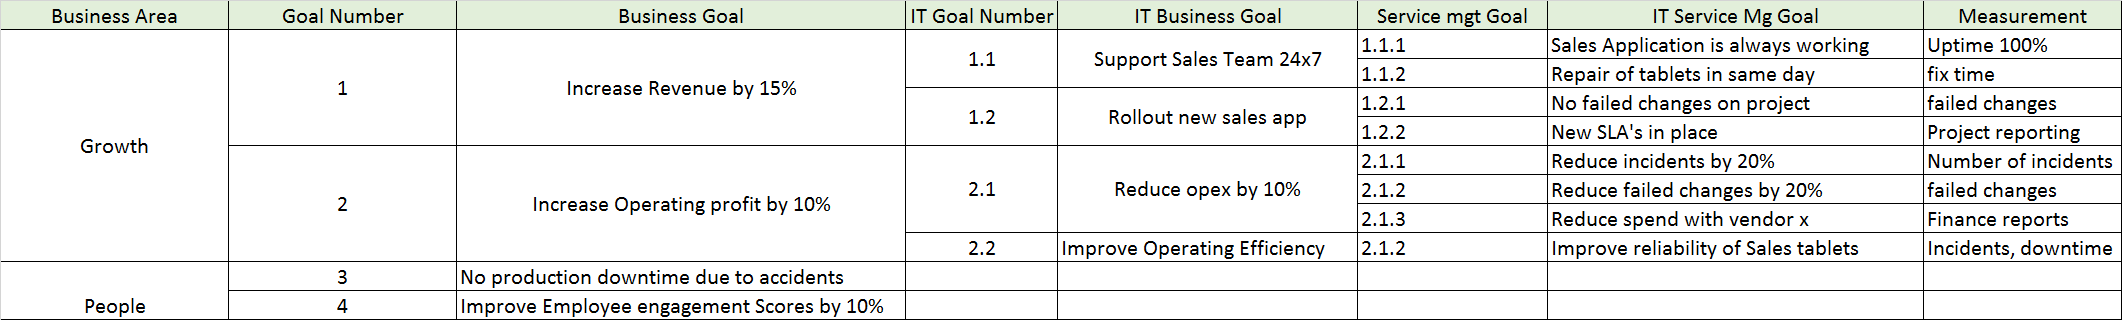 Business Area Goal Number Business Goal IT Goal Number IT Business Goal Service mgt Goal IT Service Mg Goal Measurement
Growth 1 Increase Revenue by 15% 1.1 Support Sales Team 24x7 1.1.1 Sales Application is always working Uptime 100%
1.1.2 Repair of tablets in same day fix time
1.2 Rollout new sales app 1.2.1 No failed changes on project failed changes
1.2.2 New SLA's in place Project reporting
2 Increase Operating profit by 10% 2.1 Reduce opex by 10% 2.1.1 Reduce incidents by 20% Number of incidents
2.1.2 Reduce failed changes by 20% failed changes
2.1.3 Reduce spend with vendor x Finance reports
2.2 Improve Operating Efficiency 2.1.2 Improve reliability of Sales tablets Incidents, downtime
People 3 No production downtime due to accidents
4 Improve Employee engagement Scores by 10%